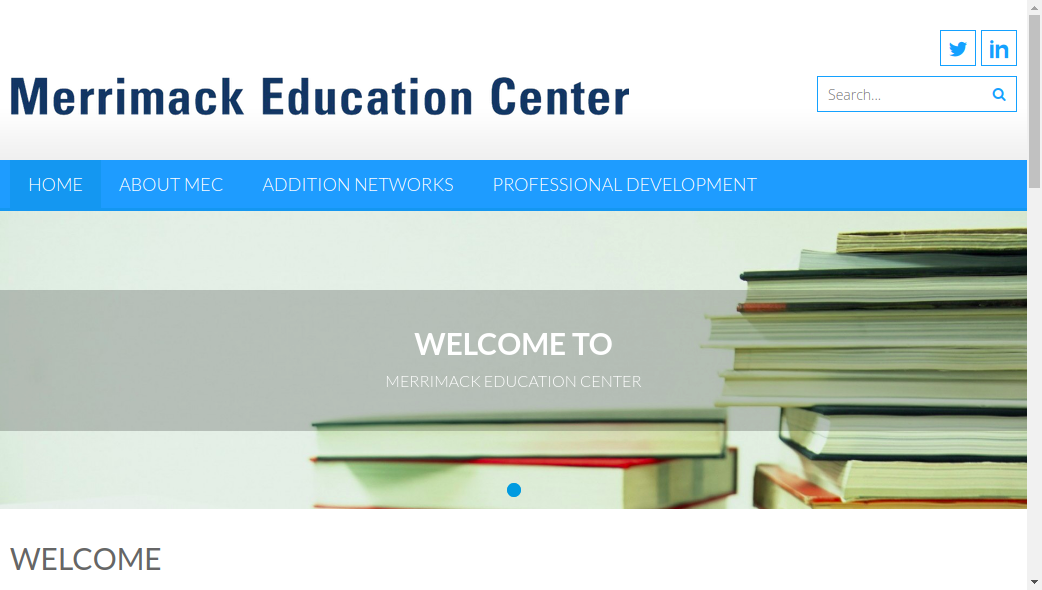 Merrimack Education Center
Search...
HOME
ABOUT MEC
ADDITION NETWORKS
PROFESSIONAL DEVELOPMENT
WELCOME TO
MERRIMACK EDUCATION CENTER
WELCOME